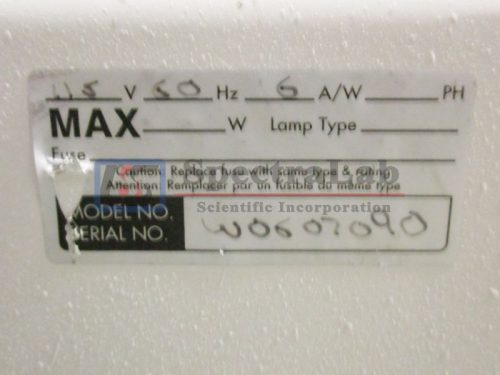 115 V 60 Hz 6 A/W PH
MAX W Lamp Type
Fuse
Caution: Replace fuse with same type & rating
Attention: Remplacer par un fusible du même type
SpectraLab
Scientific Incorporation
MODEL NO.
SERIAL NO. W0607090